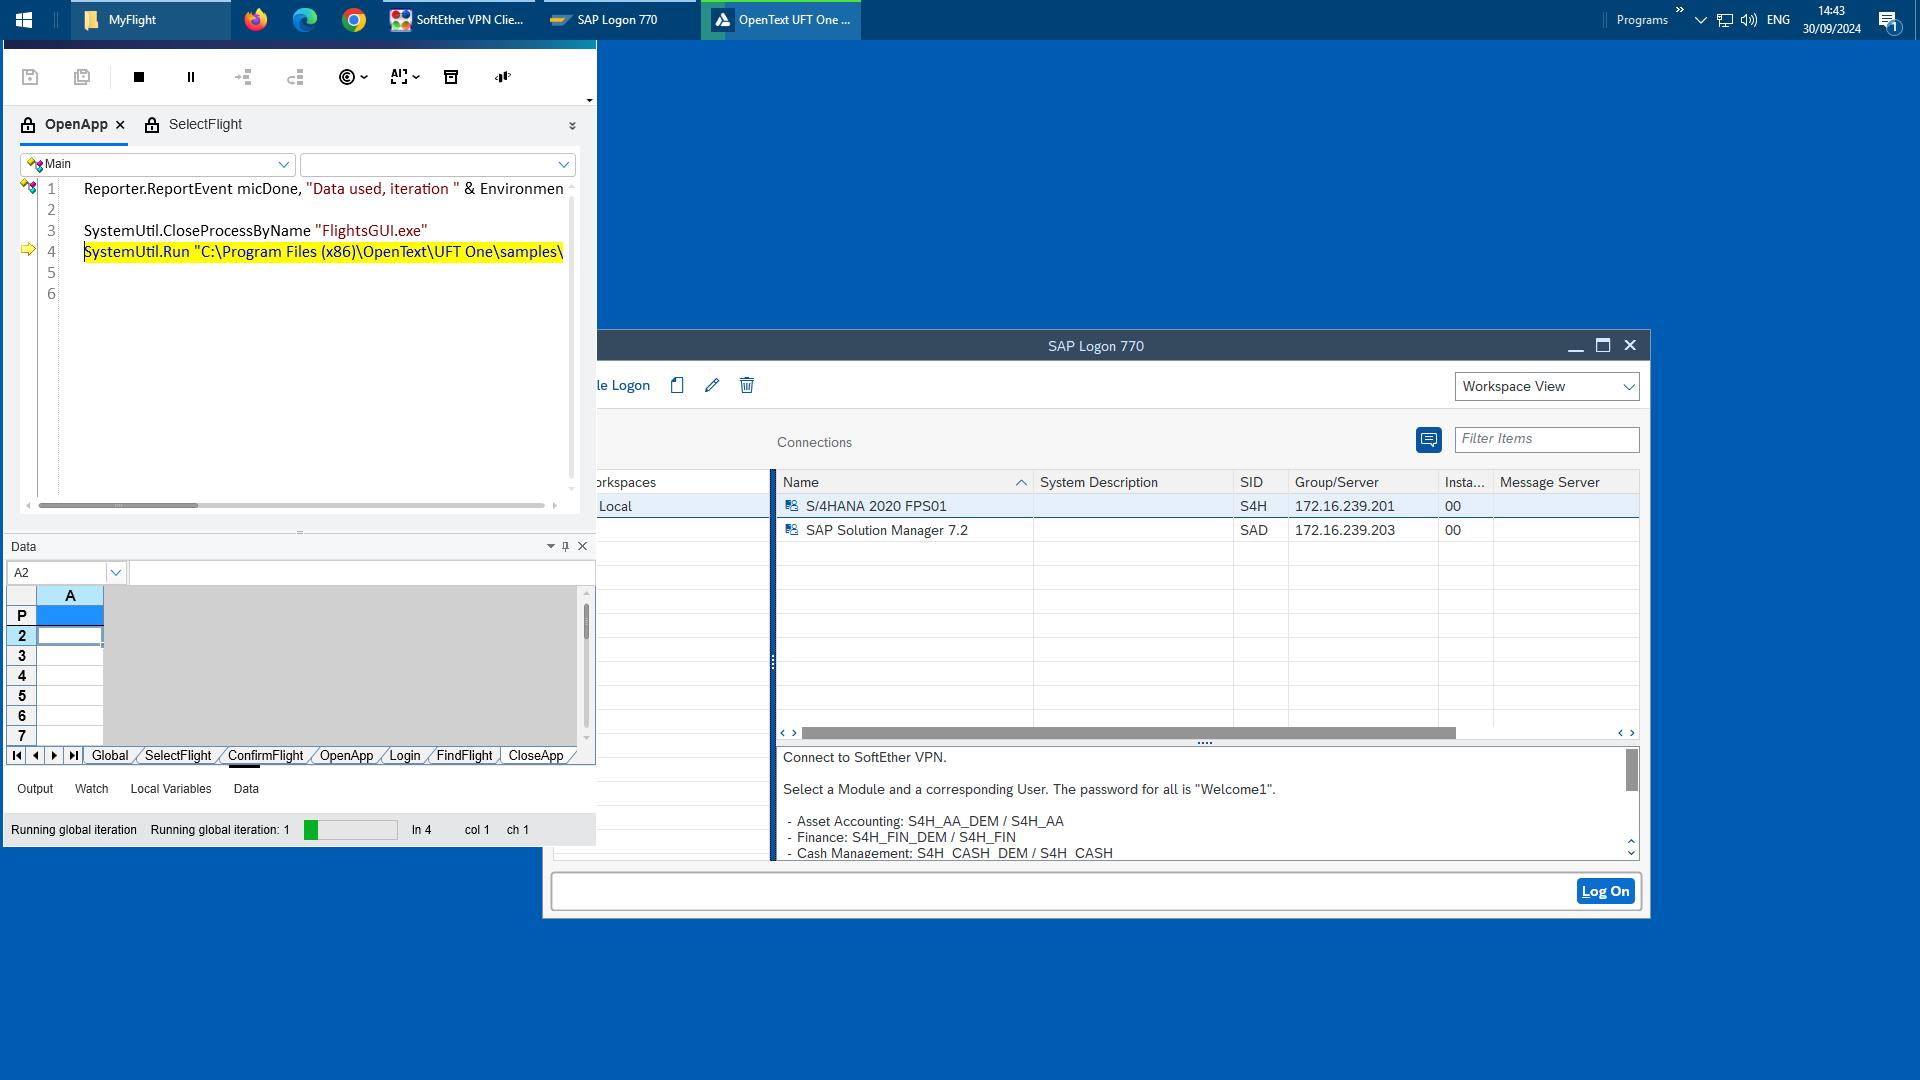 MyFlight
SoftEther VPN Clie...
SAP Logon 770
OpenText UFT One ...
Programs
ENG
14:43
30/09/2024
1
OpenApp
SelectFlight
Main
1 Reporter.ReportEvent micDone, "Data used, iteration " & Environmen
2
3 SystemUtil.CloseProcessByName "FlightsGUI.exe"
4 SystemUtil.Run "C:\Program Files (x86)\OpenText\UFT One\samples\
5
6
Data
A2
A
P
2
3
4
5
6
7
Global SelectFlight ConfirmFlight OpenApp Login FindFlight CloseApp
Output Watch Local Variables Data
Running global iteration Running global iteration: 1 ln 4 col 1 ch 1
SAP Logon 770
le Logon
Workspace View
Connections
Filter Items
orkspaces
Local
Name System Description SID Group/Server Insta... Message Server
S/4HANA 2020 FPS01 S4H 172.16.239.201 00
SAP Solution Manager 7.2 SAD 172.16.239.203 00
Connect to SoftEther VPN.
Select a Module and a corresponding User. The password for all is "Welcome1".
- Asset Accounting: S4H_AA_DEM / S4H_AA
- Finance: S4H_FIN_DEM / S4H_FIN
- Cash Management: S4H_CASH_DEM / S4H_CASH
Log On